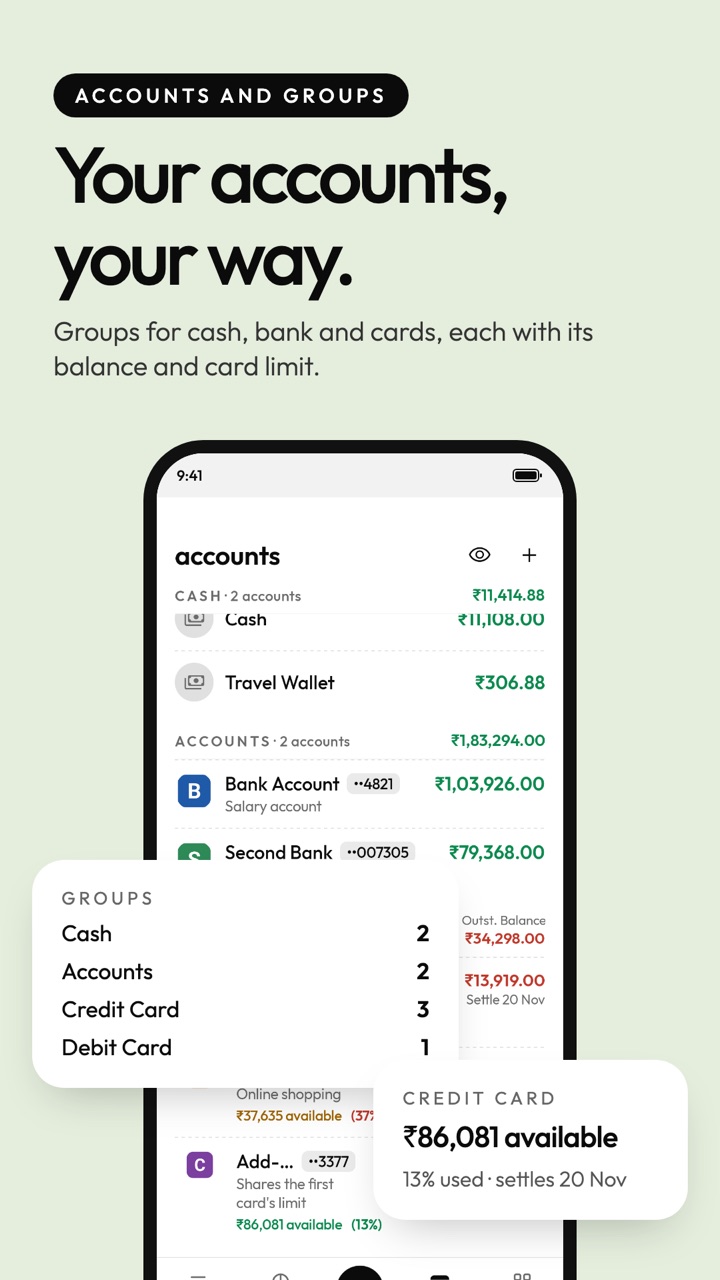 ACCOUNTS AND GROUPS
Your accounts,
your way.
Groups for cash, bank and cards, each with its
balance and card limit.
9:41
accounts
CASH · 2 accounts ₹11,414.88
Cash ₹11,108.00
Travel Wallet ₹306.88
ACCOUNTS · 2 accounts ₹1,83,294.00
B Bank Account ••4821 ₹1,03,926.00
Salary account
S Second Bank ••007305 ₹79,368.00
Outst. Balance
₹34,298.00
₹13,919.00
Settle 20 Nov
GROUPS
Cash 2
Accounts 2
Credit Card 3
Debit Card 1
Online shopping
₹37,635 available (37%
C Add-... ••3377
Shares the first
card's limit
₹86,081 available (13%)
CREDIT CARD
₹86,081 available
13% used · settles 20 Nov